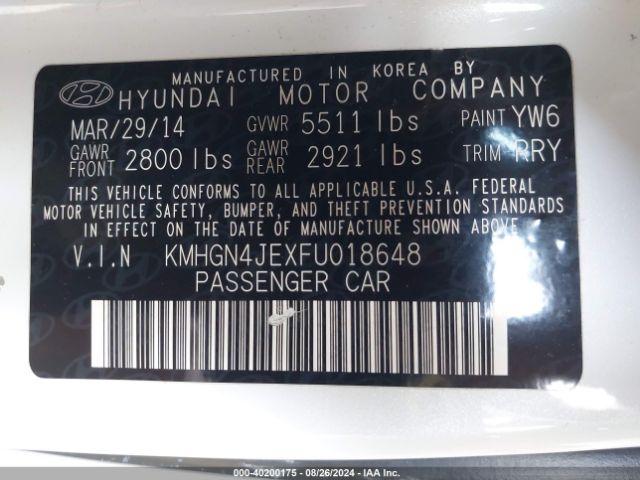 MANUFACTURED IN KOREA BY
HYUNDAI MOTOR COMPANY
MAR/29/14 GVWR 5511 lbs PAINT YW6
GAWR FRONT 2800 lbs GAWR REAR 2921 lbs TRIM RRY
THIS VEHICLE CONFORMS TO ALL APPLICABLE U.S.A. FEDERAL
MOTOR VEHICLE SAFETY, BUMPER, AND THEFT PREVENTION STANDARDS
IN EFFECT ON THE DATE OF MANUFACTURE SHOWN ABOVE
V.I.N KMHGN4JEXFU018648
PASSENGER CAR
000-40200175 - 08/26/2024 - IAA Inc.